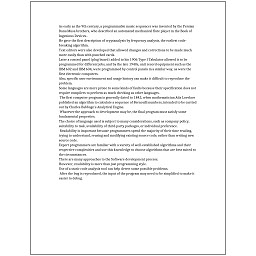 As early as the 9th century, a programmable music sequencer was invented by the Persian
Banu Musa brothers, who described an automated mechanical flute player in the Book of
Ingenious Devices.
He gave the first description of cryptanalysis by frequency analysis, the earliest code-
breaking algorithm.
Text editors were also developed that allowed changes and corrections to be made much
more easily than with punched cards.
Later a control panel (plug board) added to his 1906 Type I Tabulator allowed it to be
programmed for different jobs, and by the late 1940s, unit record equipment such as the
IBM 602 and IBM 604, were programmed by control panels in a similar way, as were the
first electronic computers.
Also, specific user environment and usage history can make it difficult to reproduce the
problem.
Some languages are more prone to some kinds of faults because their specification does not
require compilers to perform as much checking as other languages.
The first computer program is generally dated to 1843, when mathematician Ada Lovelace
published an algorithm to calculate a sequence of Bernoulli numbers, intended to be carried
out by Charles Babbage's Analytical Engine.
Whatever the approach to development may be, the final program must satisfy some
fundamental properties.
The choice of language used is subject to many considerations, such as company policy,
suitability to task, availability of third-party packages, or individual preference.
Readability is important because programmers spend the majority of their time reading,
trying to understand, reusing and modifying existing source code, rather than writing new
source code.
Expert programmers are familiar with a variety of well-established algorithms and their
respective complexities and use this knowledge to choose algorithms that are best suited to
the circumstances.
There are many approaches to the Software development process.
However, readability is more than just programming style.
Use of a static code analysis tool can help detect some possible problems.
After the bug is reproduced, the input of the program may need to be simplified to make it
easier to debug.